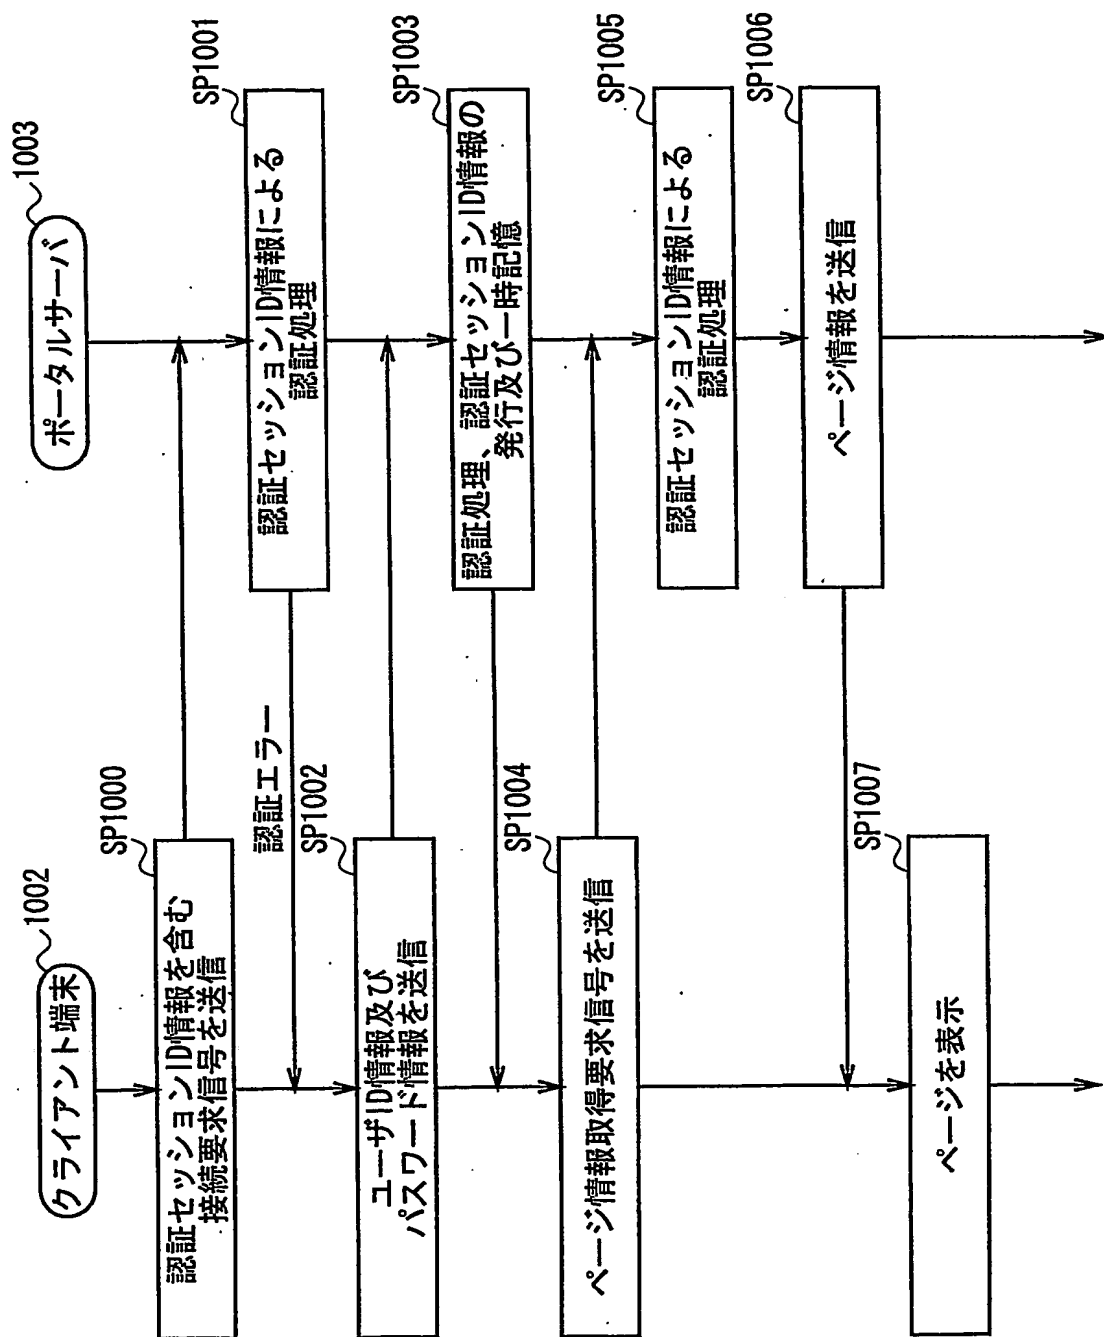 クライアント端末
1002
ポータルサーバ
1003
SP1000
認証セッションID情報を含む
接続要求信号を送信
SP1001
認証セッションID情報による
認証処理
認証エラー
SP1002
ユーザID情報及び
パスワード情報を送信
SP1003
認証処理、認証セッションID情報の
発行及び一時記憶
SP1004
ページ情報取得要求信号を送信
SP1005
認証セッションID情報による
認証処理
SP1006
ページ情報を送信
SP1007
ページを表示